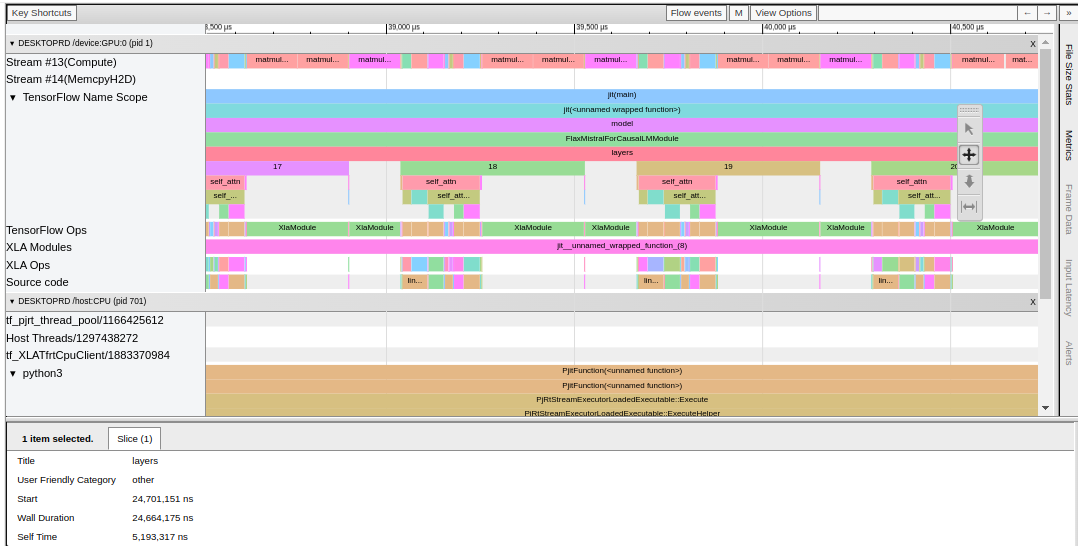 Key Shortcuts Flow events M View Options ← → »
39,000 µs 39,500 µs 40,000 µs 40,500 µs
▾ DESKTOPRD /device:GPU:0 (pid 1) X
Stream #13(Compute) matmul... matmul... matmul... matmul... matmul... matmul... matmul... matmul... matmul... matmul... mat...
Stream #14(MemcpyH2D)
▾ TensorFlow Name Scope jit(main)
jit(<unnamed wrapped function>)
model
FlaxMistralForCausalLMModule
layers
17 18 19
self_attn self_attn self_attn self_attn
self_... self_att... self_att... self_att...
TensorFlow Ops XlaModule XlaModule XlaModule XlaModule XlaModule XlaModule XlaModule
XLA Modules jit__unnamed_wrapped_function_(8)
XLA Ops
Source code lin... lin... lin...
▾ DESKTOPRD /host:CPU (pid 701) X
tf_pjrt_thread_pool/1166425612
Host Threads/1297438272
tf_XLATfrtCpuClient/1883370984
▾ python3 PjitFunction(<unnamed function>)
PjitFunction(<unnamed function>)
PjRtStreamExecutorLoadedExecutable::Execute
PjRtStreamExecutorLoadedExecutable::ExecuteHelper
File Size Stats
Metrics
Frame Data
Input Latency
Alerts
1 item selected. Slice (1)
Title layers
User Friendly Category other
Start 24,701,151 ns
Wall Duration 24,664,175 ns
Self Time 5,193,317 ns